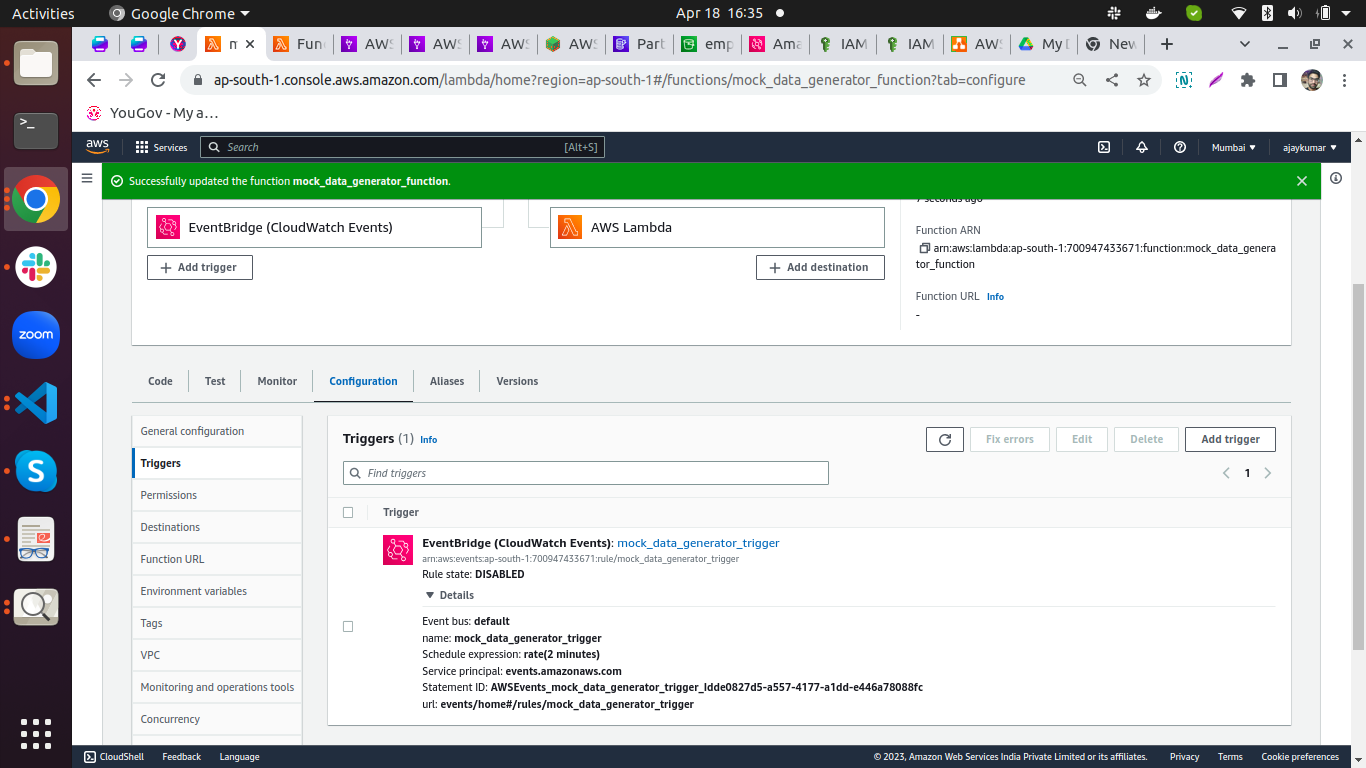 Activities
Google Chrome
Apr 18 16:35
m
Fun
AWS
AWS
AWS
AWS
Part
emp
Ama
IAM
IAM
AWS
My D
New
ap-south-1.console.aws.amazon.com/lambda/home?region=ap-south-1#/functions/mock_data_generator_function?tab=configure
YouGov - My a...
aws
Services
Search
[Alt+S]
Mumbai
ajaykumar
Successfully updated the function mock_data_generator_function.
7 seconds ago
EventBridge (CloudWatch Events)
AWS Lambda
Add trigger
Add destination
Function ARN
arn:aws:lambda:ap-south-1:700947433671:function:mock_data_genera
tor_function
Function URL Info
-
Code
Test
Monitor
Configuration
Aliases
Versions
General configuration
Triggers
Permissions
Destinations
Function URL
Environment variables
Tags
VPC
Monitoring and operations tools
Concurrency
Triggers (1) Info
Fix errors
Edit
Delete
Add trigger
Find triggers
1
Trigger
EventBridge (CloudWatch Events): mock_data_generator_trigger
arn:aws:events:ap-south-1:700947433671:rule/mock_data_generator_trigger
Rule state: DISABLED
Details
Event bus: default
name: mock_data_generator_trigger
Schedule expression: rate(2 minutes)
Service principal: events.amazonaws.com
Statement ID: AWSEvents_mock_data_generator_trigger_Idde0827d5-a557-4177-a1dd-e446a78088fc
url: events/home#/rules/mock_data_generator_trigger
zoom
CloudShell
Feedback
Language
© 2023, Amazon Web Services India Private Limited or its affiliates.
Privacy
Terms
Cookie preferences